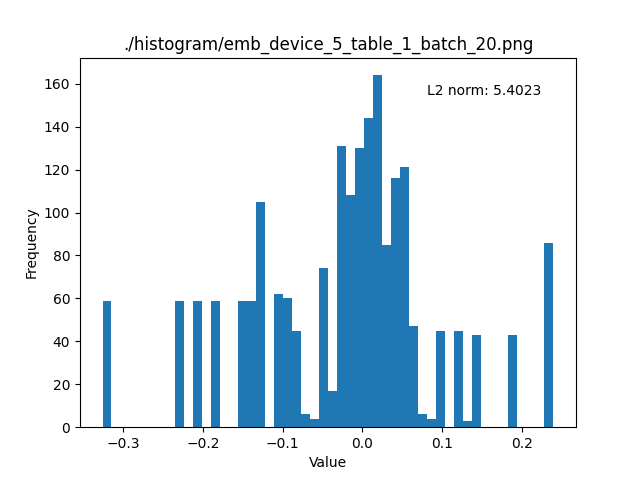 ./histogram/emb_device_5_table_1_batch_20.png
L2 norm: 5.4023
160
140
120
100
80
60
40
20
0
Frequency
−0.3 −0.2 −0.1 0.0 0.1 0.2
Value